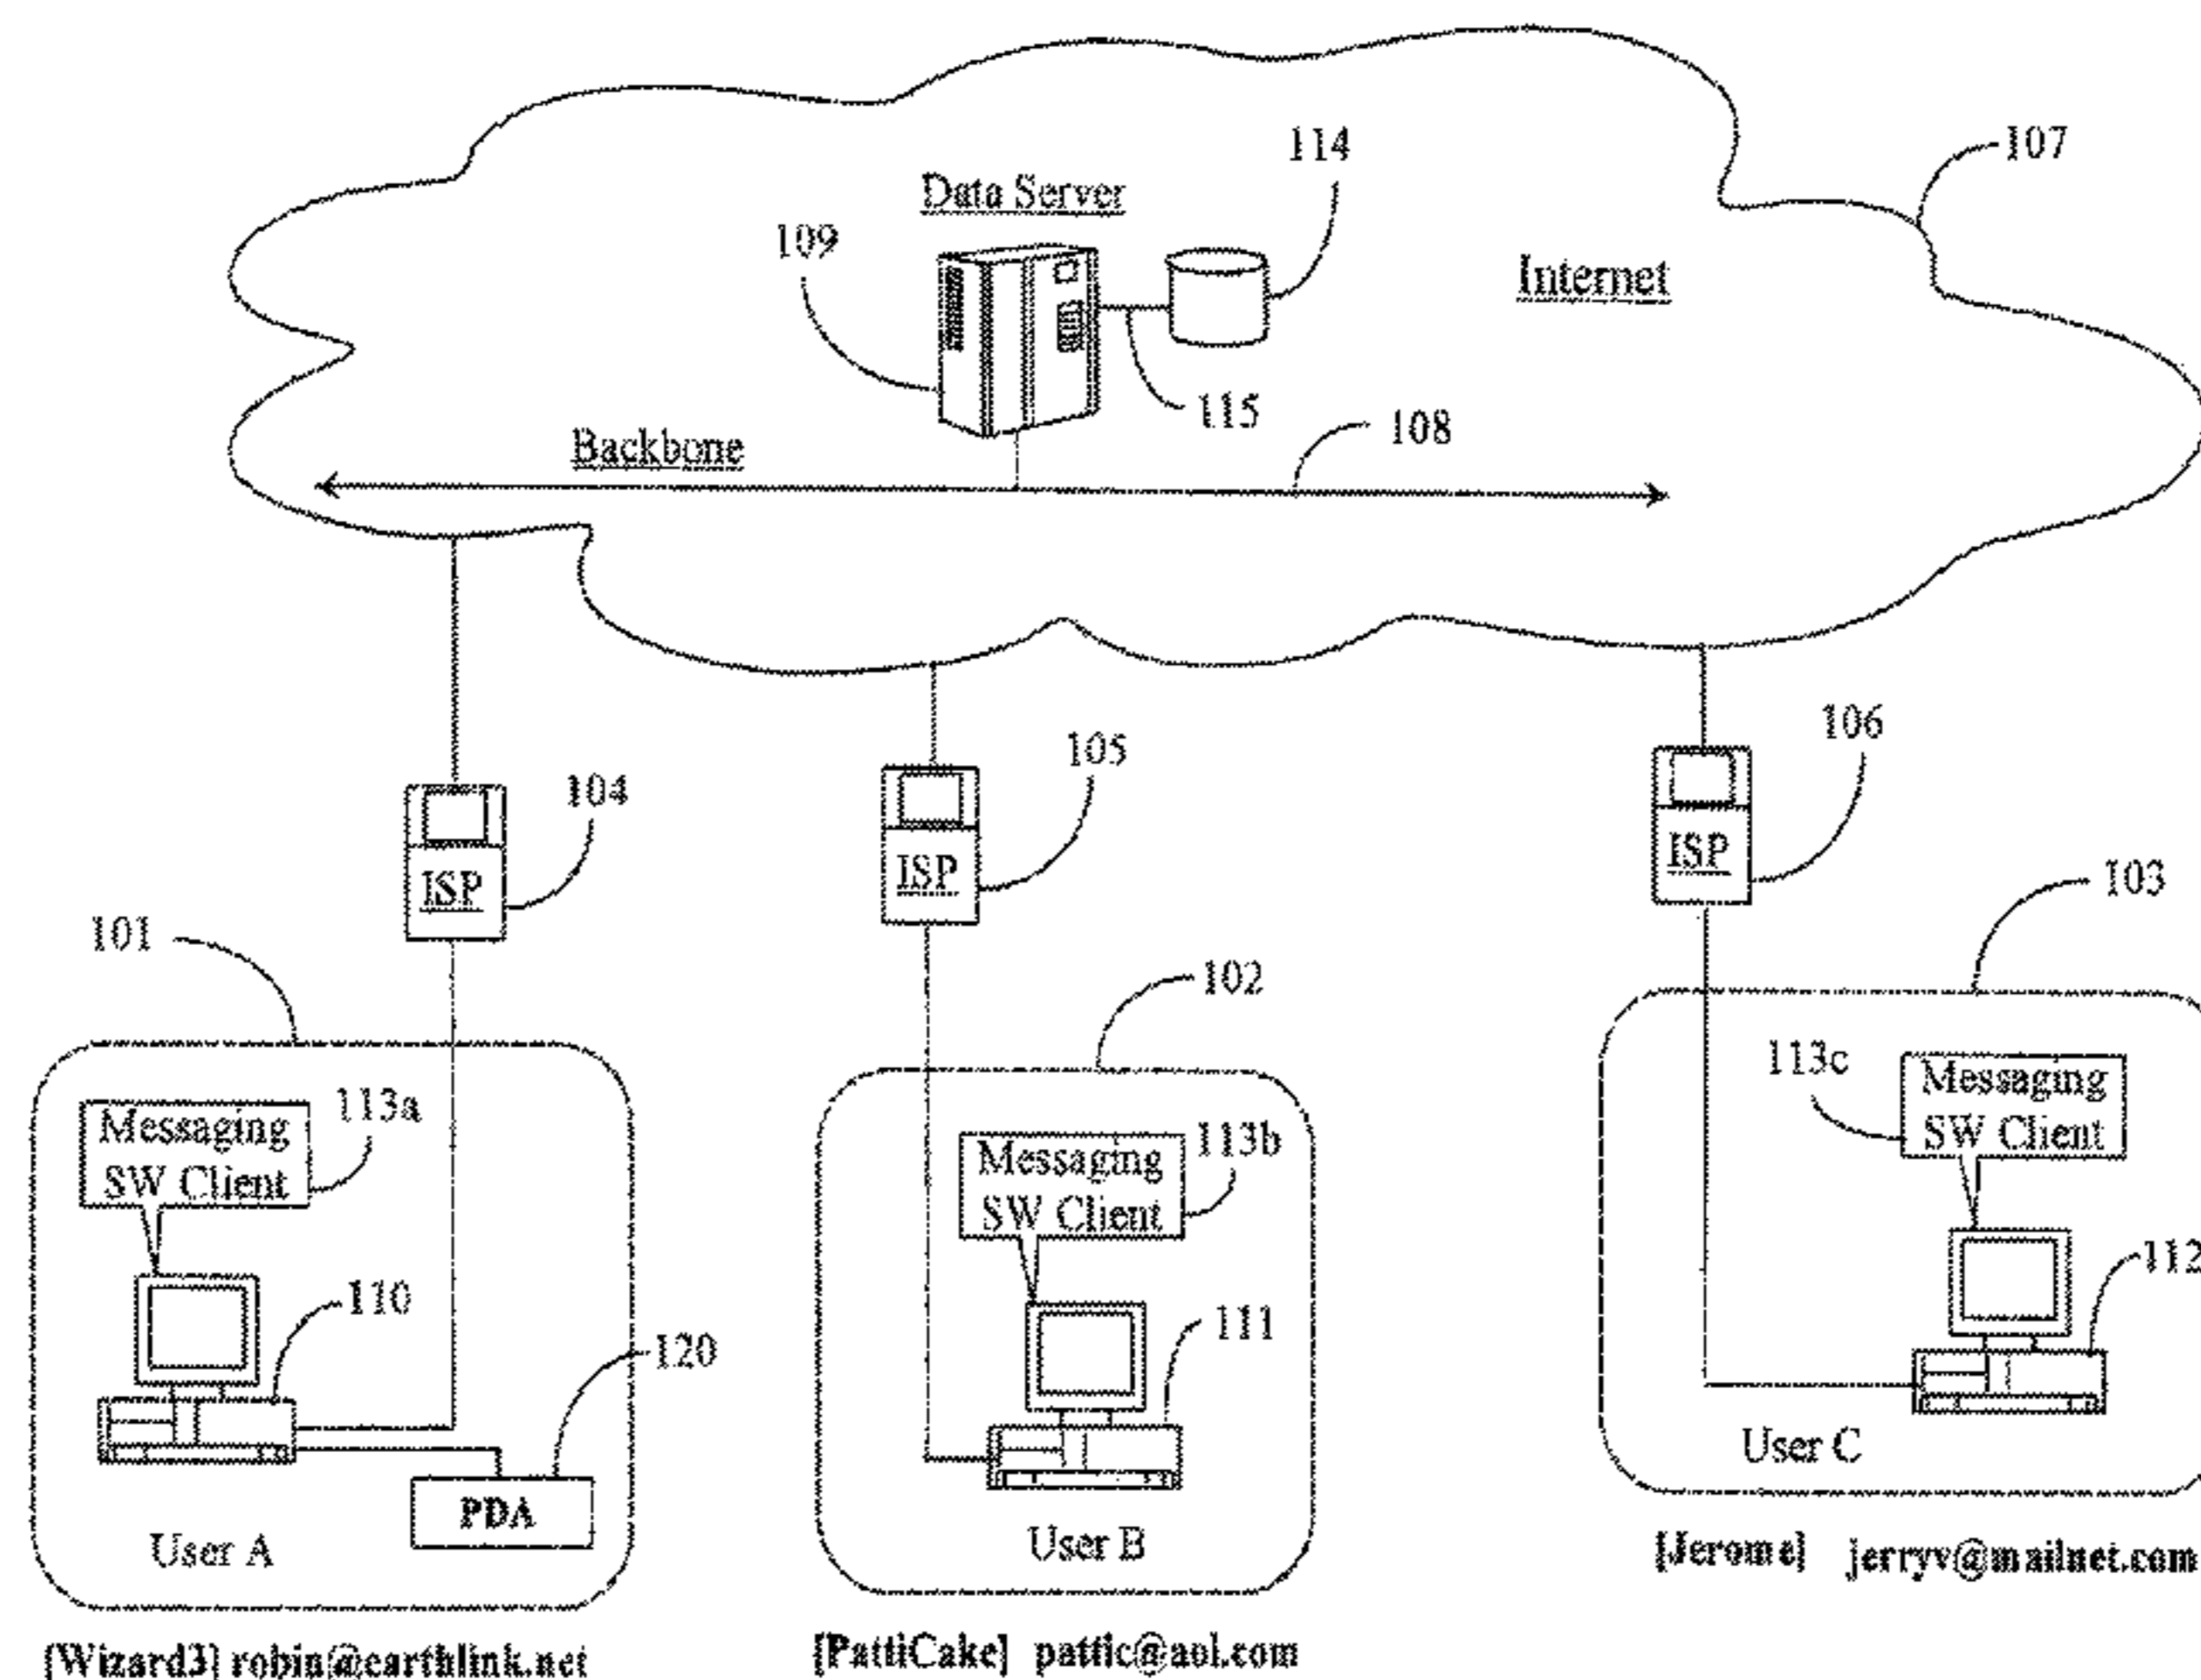 114
107
Data Server
109
Internet
115
108
Backbone
106
105
104
ISP
ISP
ISP
103
101
102
113c
Messaging
SW Client
113a
Messaging
SW Client
113b
Messaging
SW Client
112
110
111
120
PDA
User C
User A
User B
[Jerome] jerryv@mailnet.com
[Wizard3] robin@earthlink.net
[PattiCake] pattic@aol.com